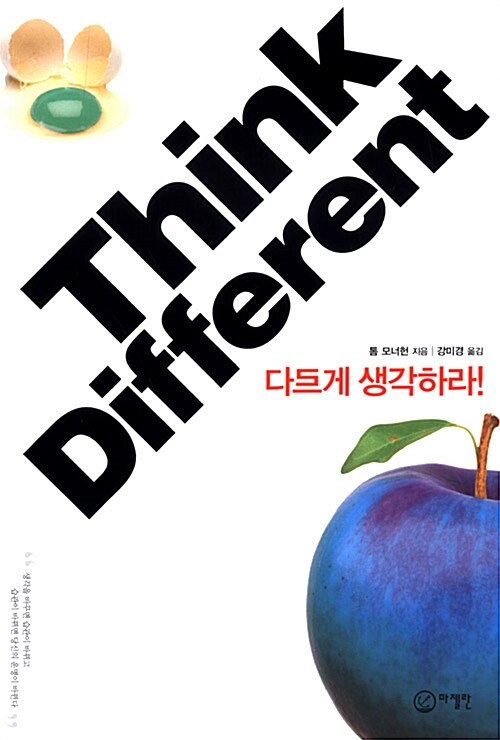 Think
Different
톰 모너헌 지음 | 강미경 옮김
다르게 생각하라!
“
생각을 바꾸면 습관이 바뀌고
습관이 바뀌면 당신의 운명이 바뀐다
”
마젤란